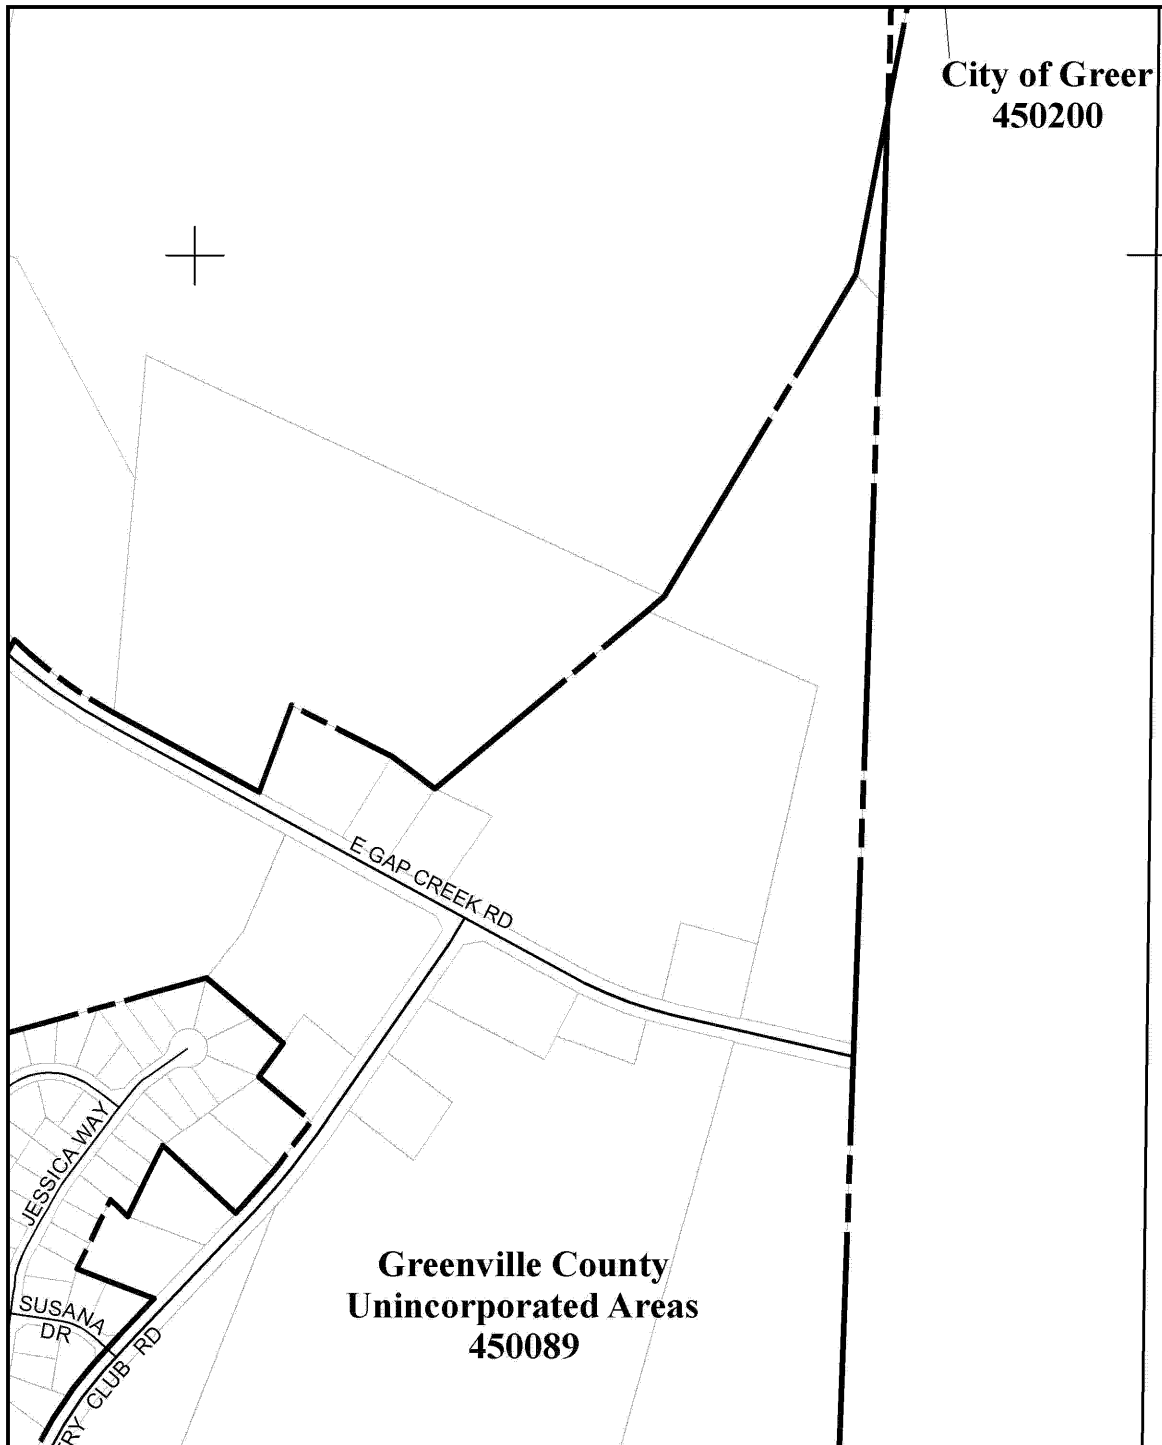 City of Greer
450200
E GAP CREEK RD
JESSICA WAY
SUSANA
DR
CLUB RD
Greenville County
Unincorporated Areas
450089